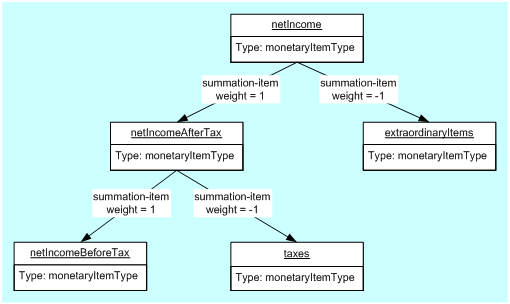 netIncome
Type: monetaryItemType
summation-item
weight = 1
summation-item
weight = -1
netIncomeAfterTax
Type: monetaryItemType
extraordinaryItems
Type: monetaryItemType
summation-item
weight = 1
summation-item
weight = -1
netIncomeBeforeTax
Type: monetaryItemType
taxes
Type: monetaryItemType